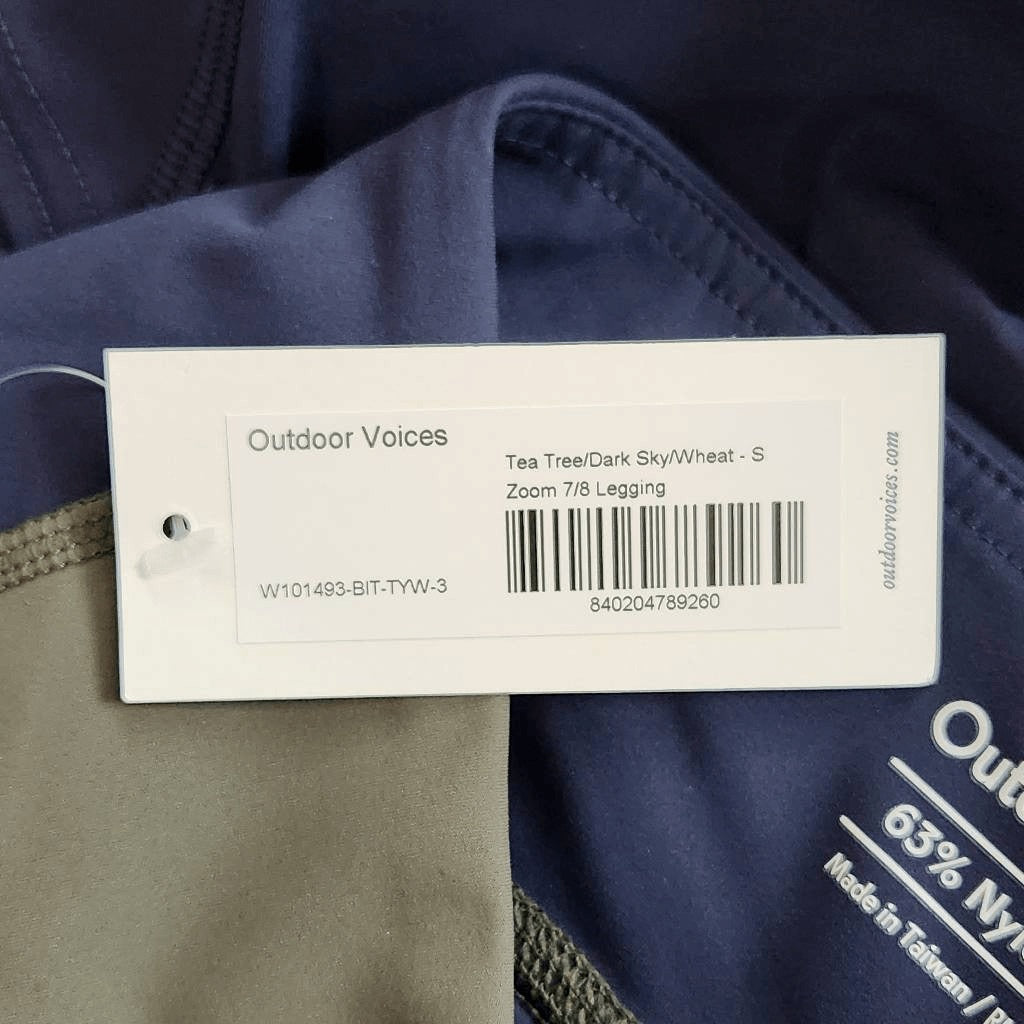 Outdoor Voices
Tea Tree/Dark Sky/Wheat - S
Zoom 7/8 Legging
W101493-BIT-TYW-3
840204789260
outdoorvoices.com
63%
Made in Taiwan /